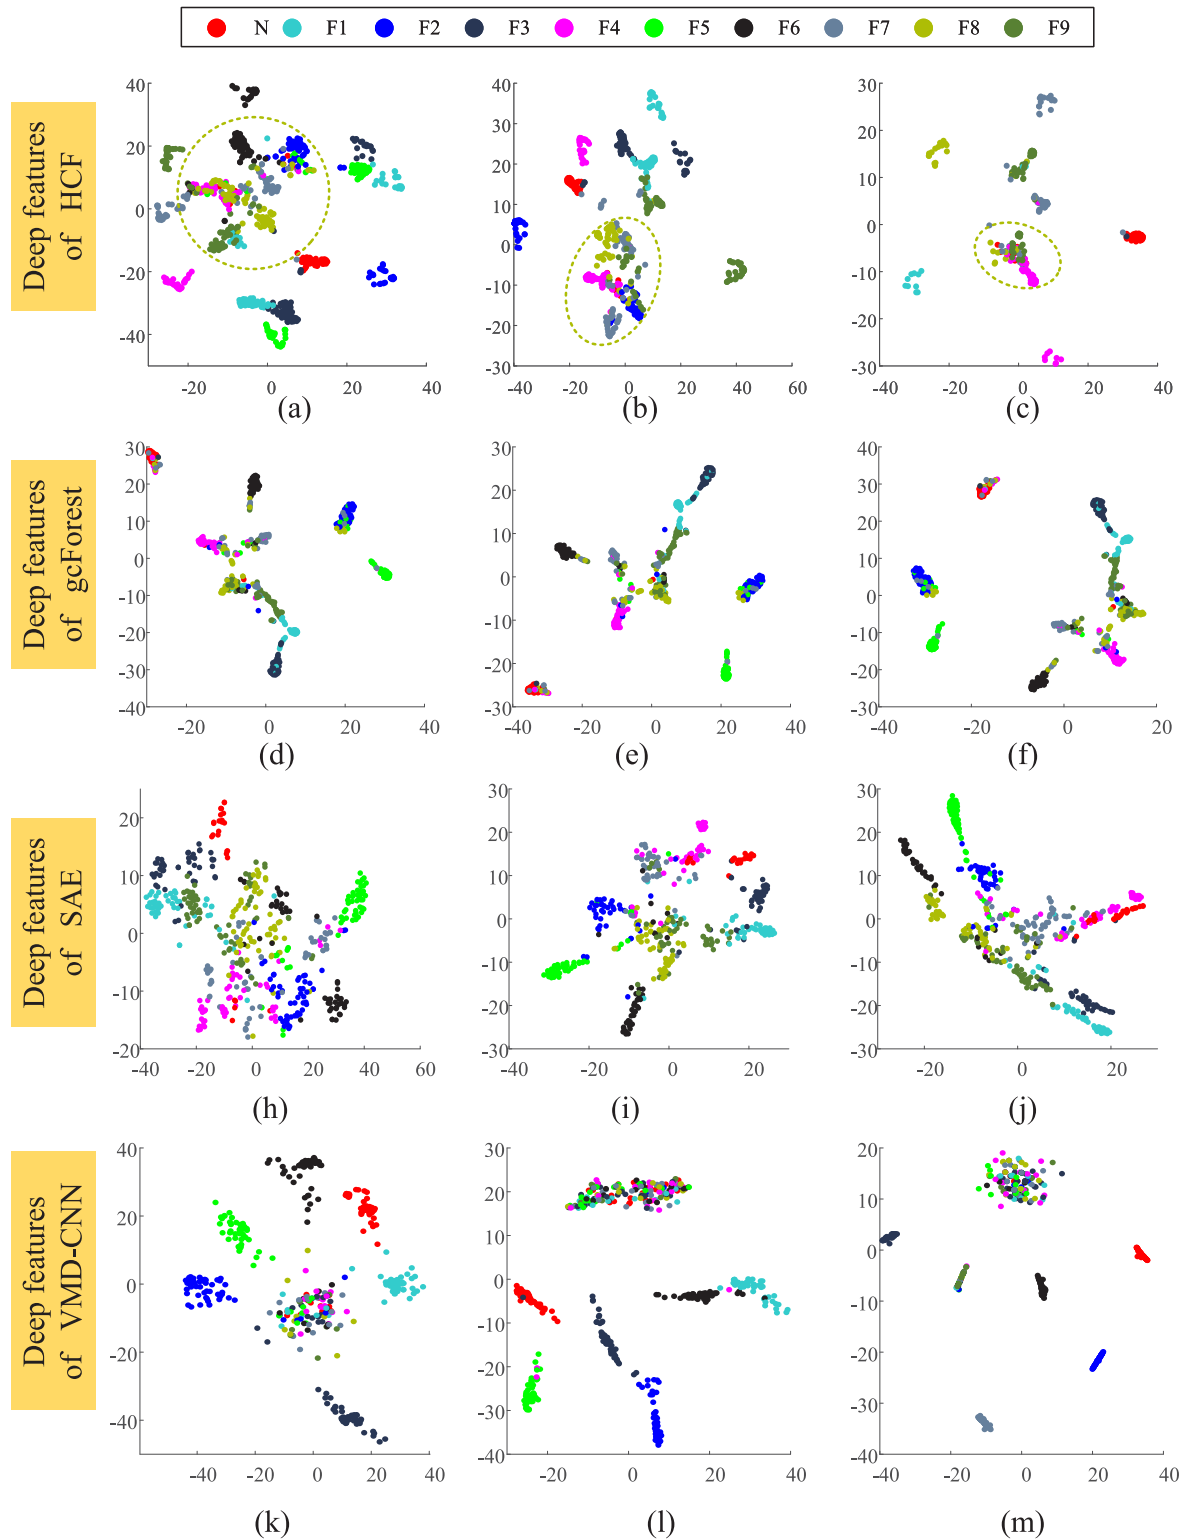 N F1 F2 F3 F4 F5 F6 F7 F8 F9
Deep features
of HCF
40
20
0
-20
-40
-20 0 20 40
(a)
40
30
20
10
0
-10
-20
-30
-40 -20 0 20 40 60
(b)
30
20
10
0
-10
-20
-30
-40 -20 0 20 40
(c)
Deep features
of gcForest
30
20
10
0
-10
-20
-30
-40
-30 -20 0 20 40
(d)
30
20
10
0
-10
-20
-30
-40 -20 0 20 40
(e)
40
30
20
10
0
-10
-20
-30
-40 -20 0 20
(f)
Deep features
of SAE
20
10
0
-10
-20
-40 -20 0 20 40 60
(h)
30
20
10
0
-10
-20
-30
-40 -20 0 20
(i)
30
20
10
0
-10
-20
-30
-20 0 20
(j)
Deep features
of VMD-CNN
40
20
0
-20
-40
-40 -20 0 20 40
(k)
30
20
10
0
-10
-20
-30
-40
-30 -20 0 20 40
(l)
20
10
0
-10
-20
-30
-40
-40 -20 0 20 40
(m)